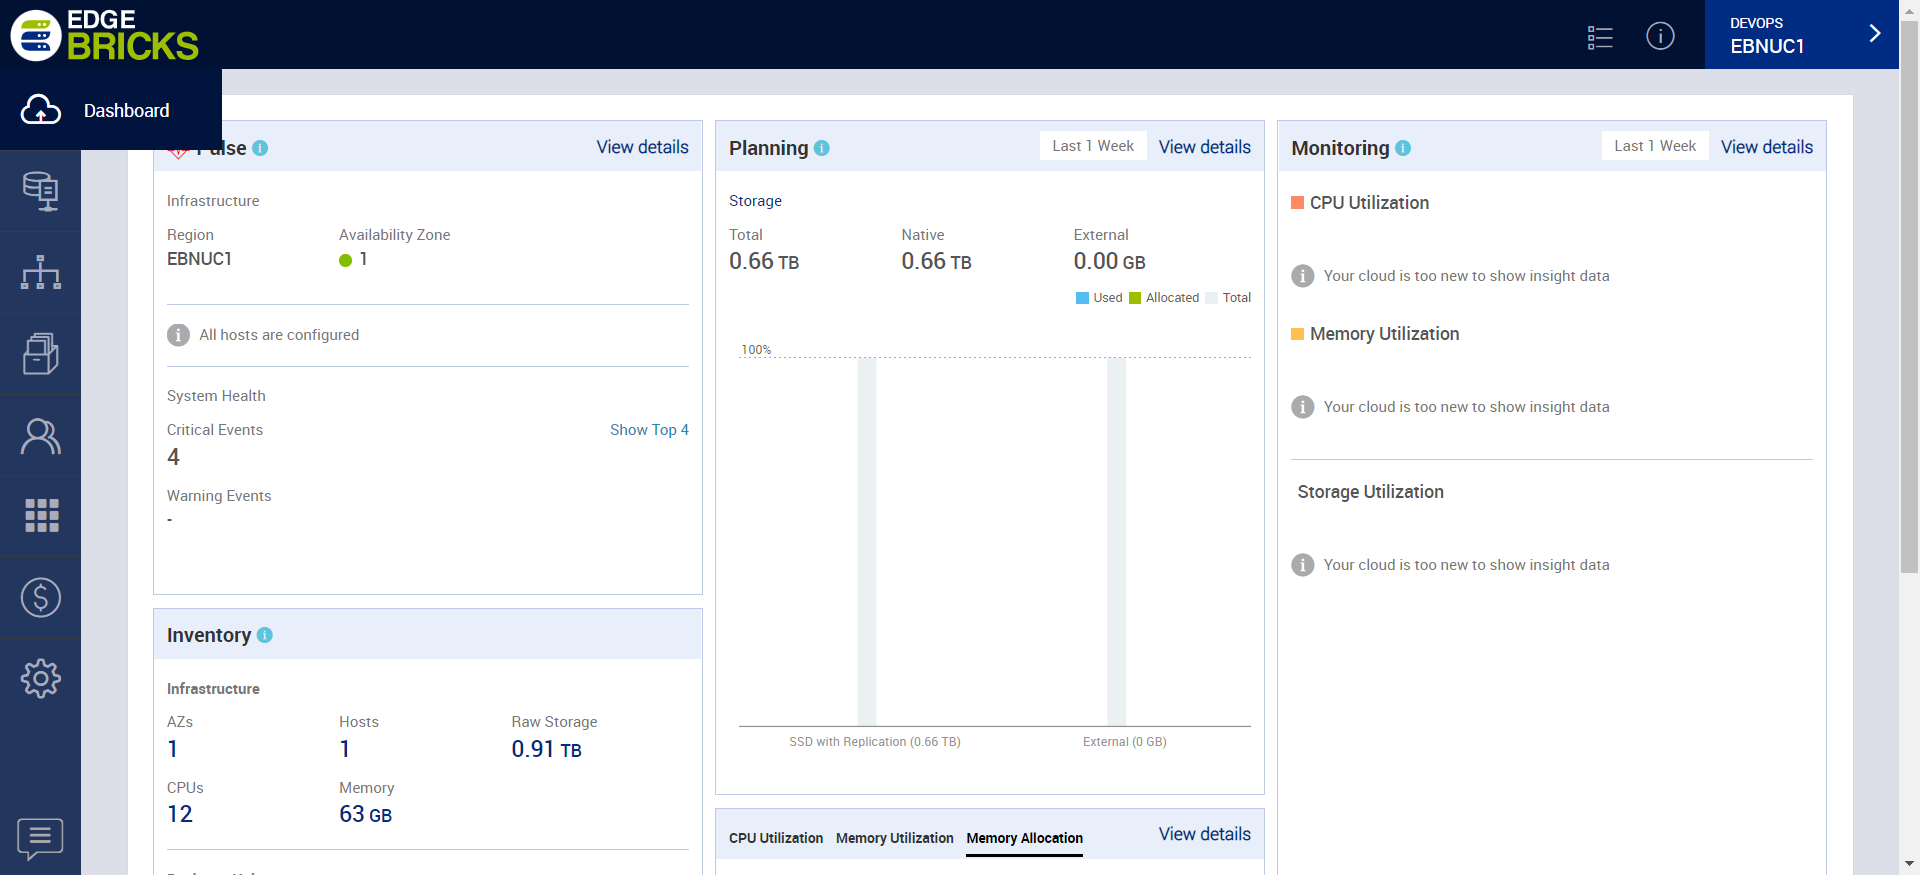 EDGE
BRICKS
DEVOPS
EBNUC1
Dashboard
View details
Infrastructure
Region
Availability Zone
EBNUC1
1
All hosts are configured
System Health
Critical Events
Show Top 4
4
Warning Events
-
Inventory
Infrastructure
AZs
Hosts
Raw Storage
1
1
0.91 TB
CPUs
Memory
12
63 GB
Planning
Last 1 Week
View details
Storage
Total
Native
External
0.66 TB
0.66 TB
0.00 GB
Used
Allocated
Total
100%
SSD with Replication (0.66 TB)
External (0 GB)
CPU Utilization
Memory Utilization
Memory Allocation
View details
Monitoring
Last 1 Week
View details
CPU Utilization
Your cloud is too new to show insight data
Memory Utilization
Your cloud is too new to show insight data
Storage Utilization
Your cloud is too new to show insight data